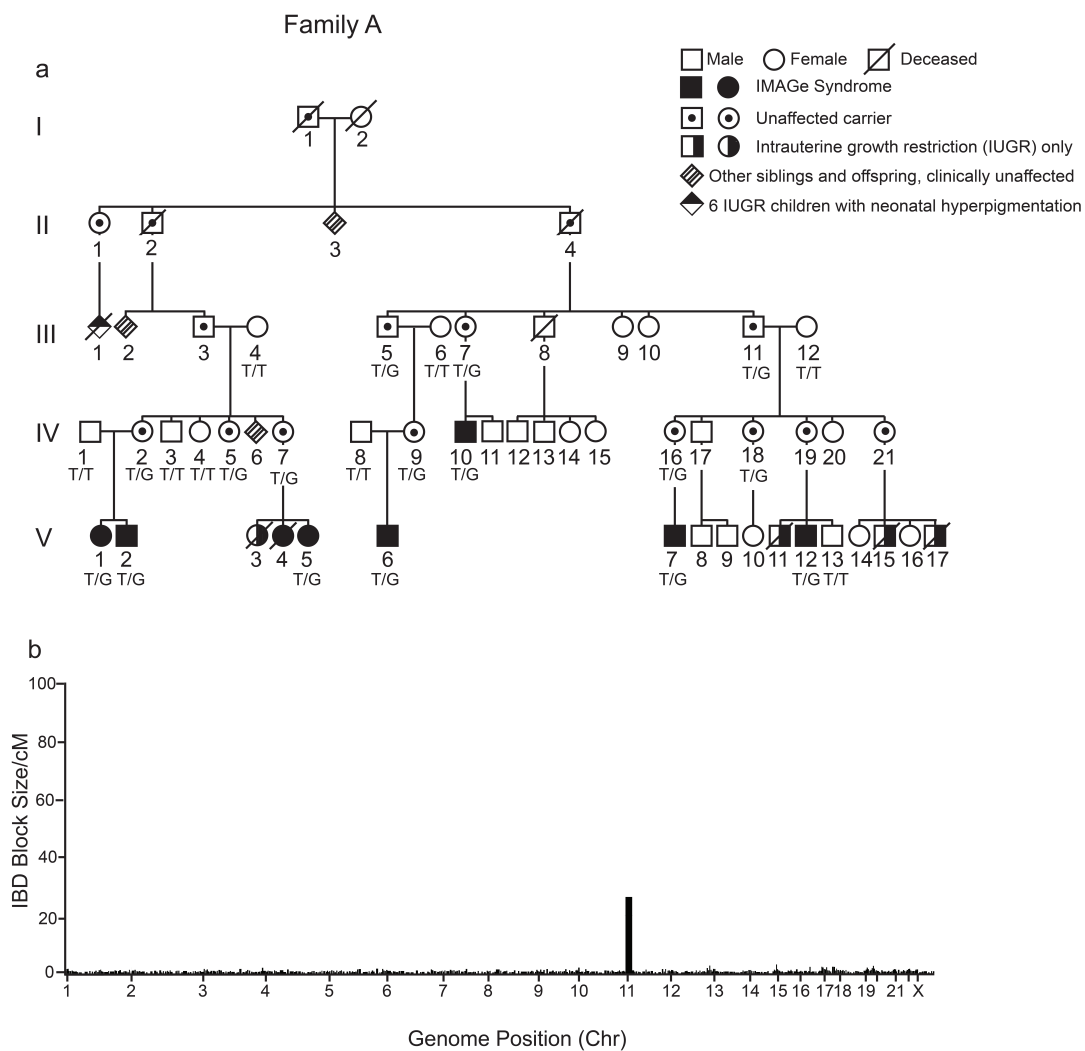 Family A
a
Male Female Deceased
IMAGe Syndrome
Unaffected carrier
Intrauterine growth restriction (IUGR) only
Other siblings and offspring, clinically unaffected
6 IUGR children with neonatal hyperpigmentation
I
1 2
II
1 2 3 4
III
1 2 3 4 5 6 7 8 9 10 11 12
T/T T/G T/T T/G T/G T/T
IV
1 2 3 4 5 6 7 8 9 10 11 12 13 14 15 16 17 18 19 20 21
T/T T/G T/T T/T T/G T/G T/T T/G T/G T/G T/G
V
1 2 3 4 5 6 7 8 9 10 11 12 13 14 15 16 17
T/G T/G T/G T/G T/G T/G T/T
b
IBD Block Size/cM
100
80
60
40
20
0
1 2 3 4 5 6 7 8 9 10 11 12 13 14 15 16 17 18 19 21 X
Genome Position (Chr)